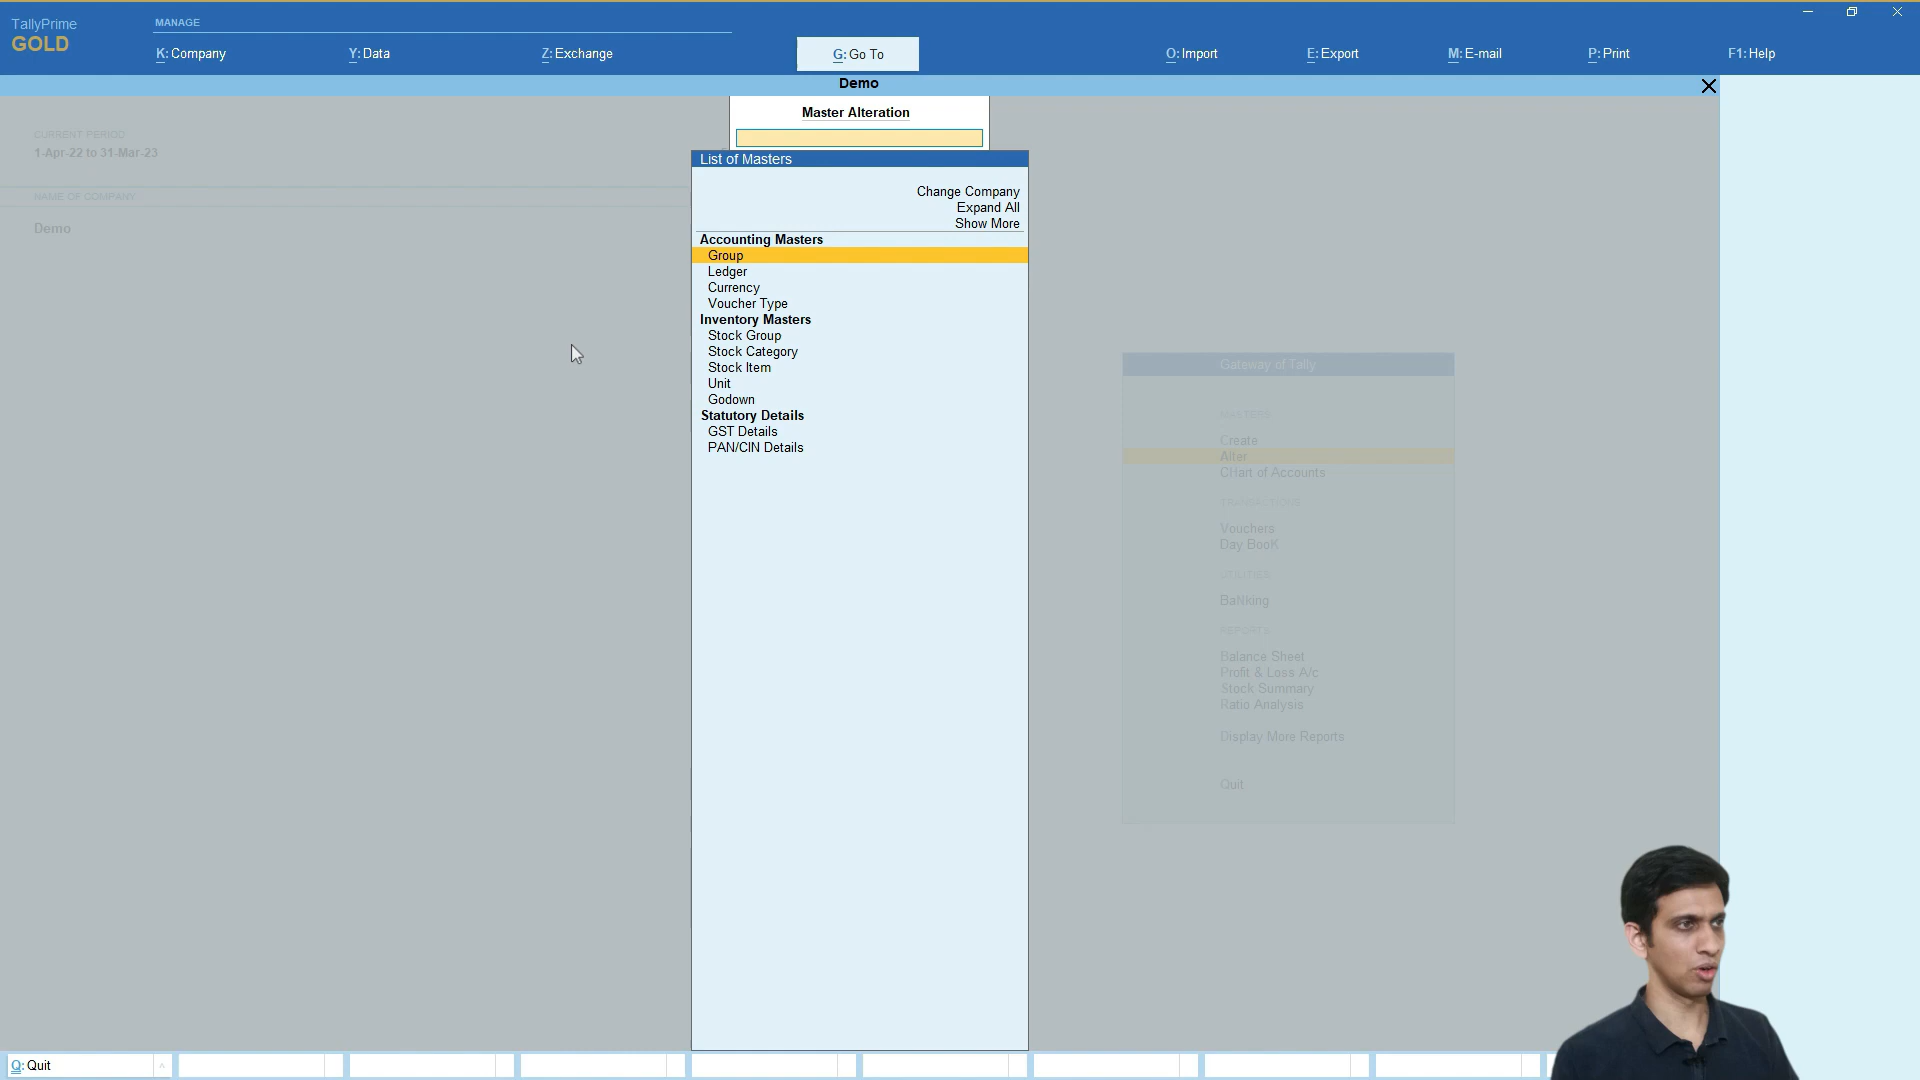 TallyPrime
GOLD
MANAGE
K: Company
Y: Data
Z: Exchange
G: Go To
O: Import
E: Export
M: E-mail
P: Print
F1: Help
Demo
Master Alteration
CURRENT PERIOD
1-Apr-22 to 31-Mar-23
NAME OF COMPANY
Demo
List of Masters
Change Company
Expand All
Show More
Accounting Masters
Group
Ledger
Currency
Voucher Type
Inventory Masters
Stock Group
Stock Category
Stock Item
Unit
Godown
Statutory Details
GST Details
PAN/CIN Details
Gateway of Tally
MASTERS
Create
Alter
CHart of Accounts
TRANSACTIONS
Vouchers
Day BooK
UTILITIES
BaNking
REPORTS
Balance Sheet
Profit & Loss A/c
Stock Summary
Ratio Analysis
Display More Reports
Quit
Q: Quit